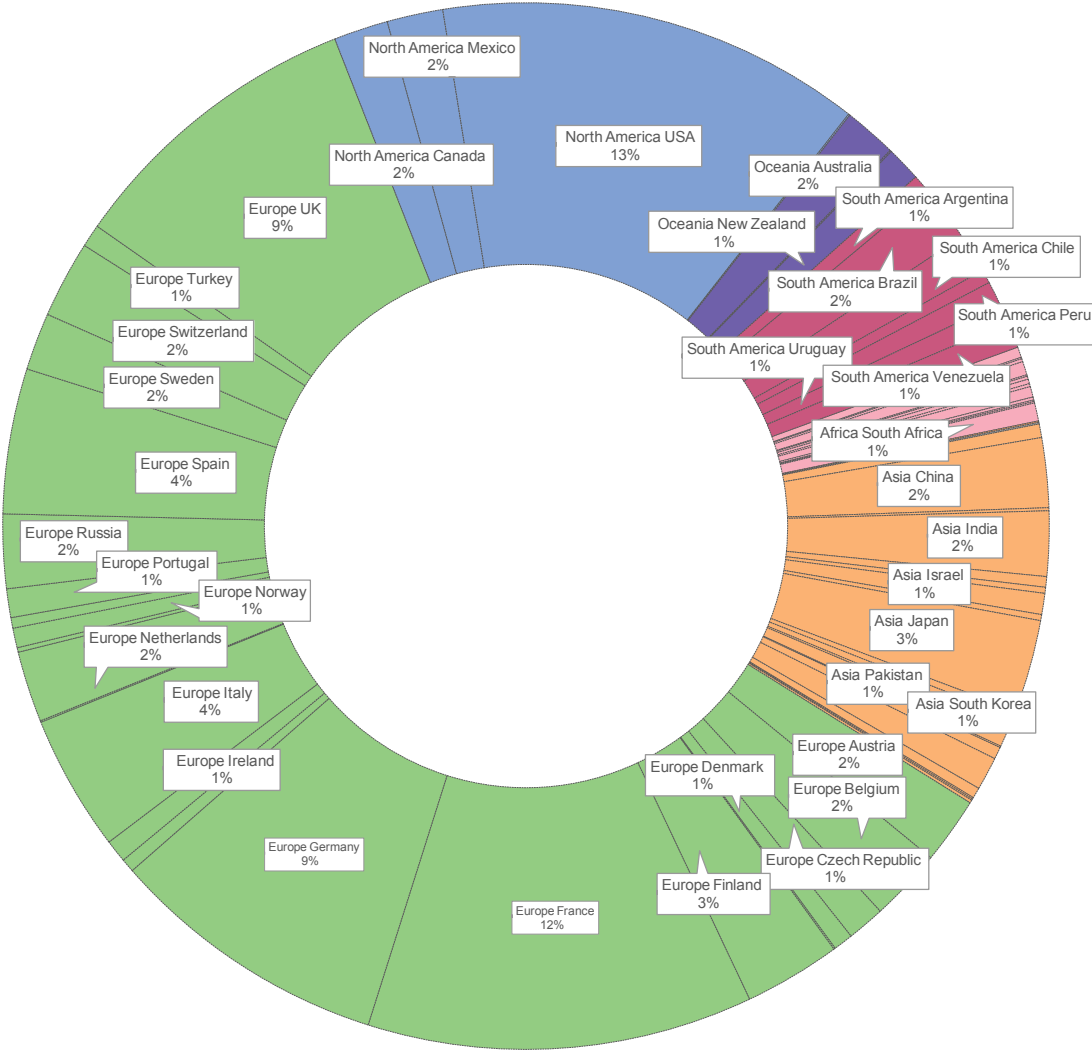 North America Mexico
2%
North America USA
13%
North America Canada
2%
Oceania Australia
2%
Europe UK
9%
South America Argentina
1%
Oceania New Zealand
1%
South America Chile
1%
Europe Turkey
1%
South America Brazil
2%
South America Peru
1%
Europe Switzerland
2%
South America Uruguay
1%
Europe Sweden
2%
South America Venezuela
1%
Africa South Africa
1%
Europe Spain
4%
Asia China
2%
Europe Russia
2%
Asia India
2%
Europe Portugal
1%
Asia Israel
1%
Europe Norway
1%
Asia Japan
3%
Europe Netherlands
2%
Europe Italy
4%
Asia Pakistan
1%
Asia South Korea
1%
Europe Austria
2%
Europe Ireland
1%
Europe Denmark
1%
Europe Belgium
2%
Europe Germany
9%
Europe Czech Republic
1%
Europe Finland
3%
Europe France
12%